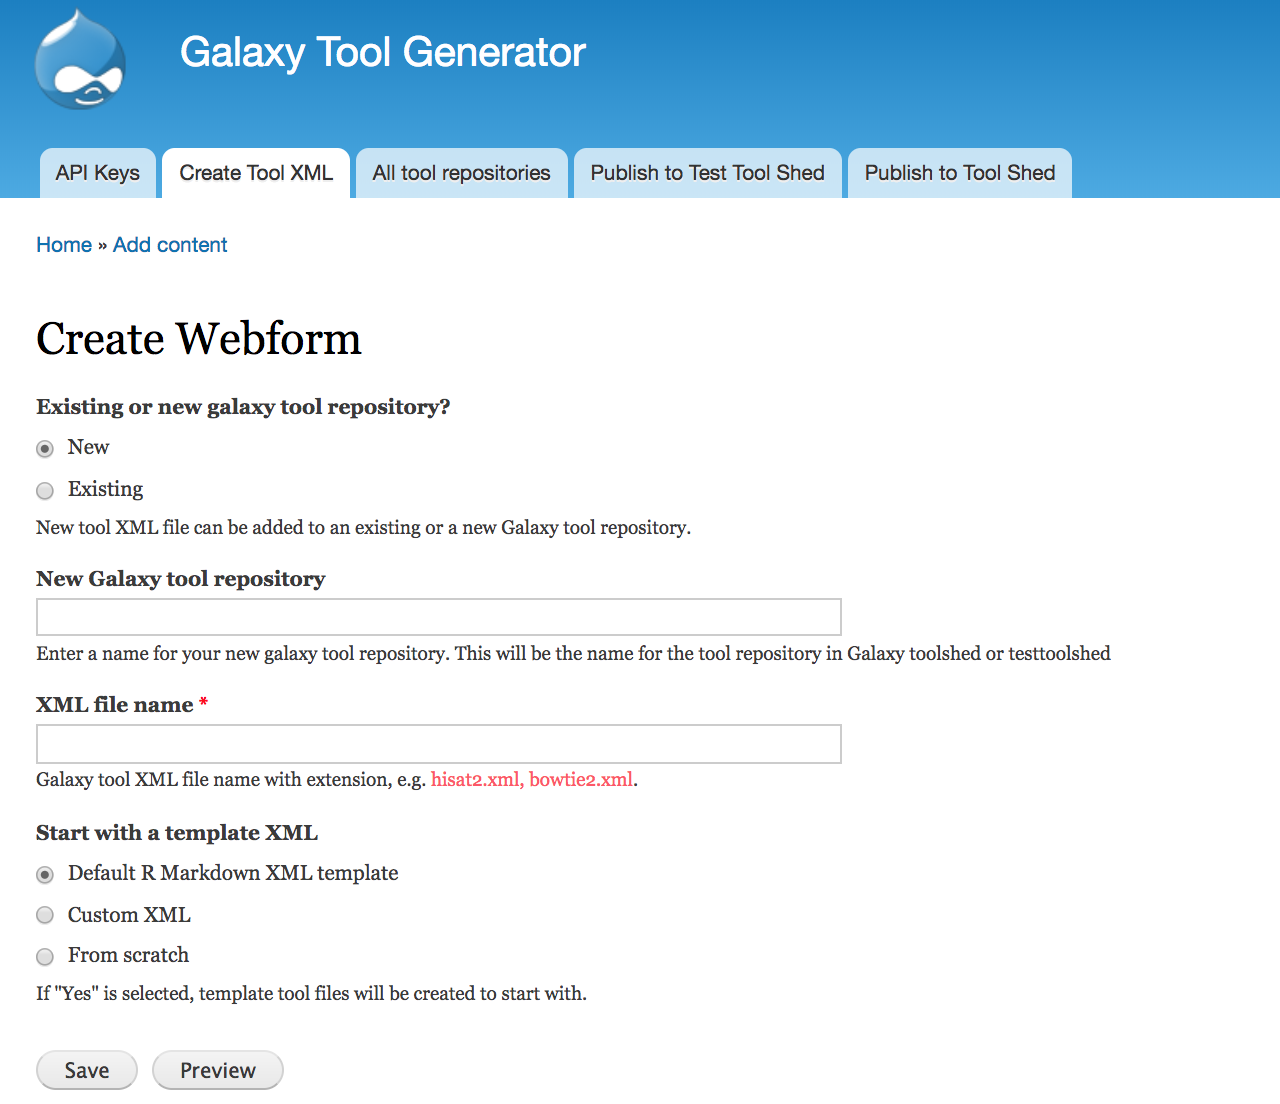 Galaxy Tool Generator
API Keys
Create Tool XML
All tool repositories
Publish to Test Tool Shed
Publish to Tool Shed
Home » Add content
Create Webform
Existing or new galaxy tool repository?
New
Existing
New tool XML file can be added to an existing or a new Galaxy tool repository.
New Galaxy tool repository
Enter a name for your new galaxy tool repository. This will be the name for the tool repository in Galaxy toolshed or testtoolshed
XML file name *
Galaxy tool XML file name with extension, e.g. hisat2.xml, bowtie2.xml.
Start with a template XML
Default R Markdown XML template
Custom XML
From scratch
If "Yes" is selected, template tool files will be created to start with.
Save
Preview